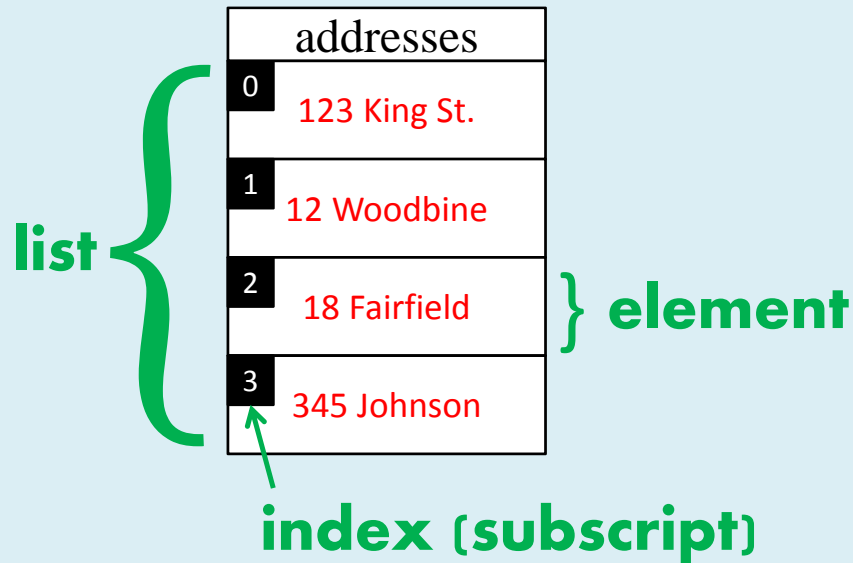 addresses
0
123 King St.
1
12 Woodbine
list
2
18 Fairfield
} element
3
345 Johnson
index (subscript)